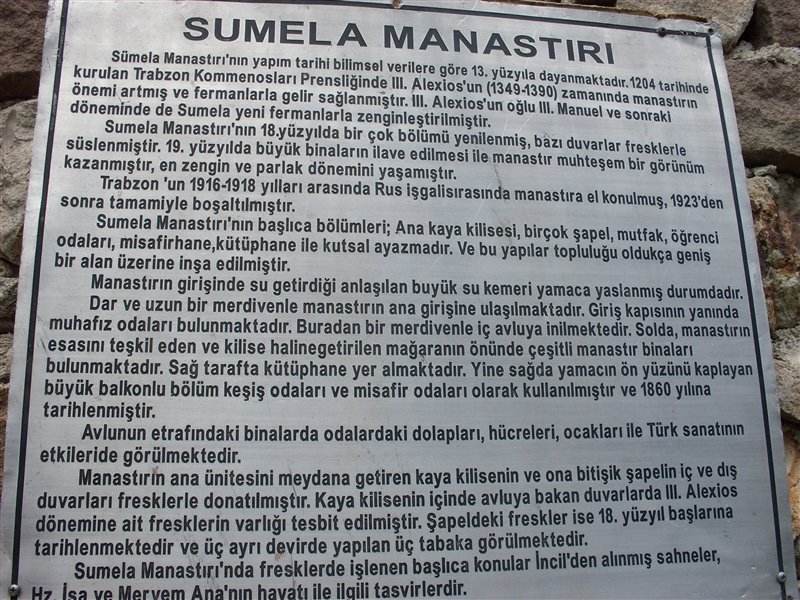 SUMELA MANASTIRI
Sümela Manastırı'nın yapım tarihi bilimsel verilere göre 13. yüzyıla dayanmaktadır. 1204 tarihinde
kurulan Trabzon Kommenosları Prensliğinde III. Alexios'un (1349-1390) zamanında manastırın
önemi artmış ve fermanlarla gelir sağlanmıştır. III. Alexios'un oğlu III. Manuel ve sonraki
döneminde de Sumela yeni fermanlarla zenginleştirilmiştir.
Sumela Manastırı'nın 18.yüzyılda bir çok bölümü yenilenmiş, bazı duvarlar fresklerle
süslenmiştir. 19. yüzyılda büyük binaların ilave edilmesi ile manastır muhteşem bir görünüm
kazanmıştır, en zengin ve parlak dönemini yaşamıştır.
Trabzon 'un 1916-1918 yılları arasında Rus işgalisırasında manastıra el konulmuş, 1923'den
sonra tamamiyle boşaltılmıştır.
Sumela Manastırı'nın başlıca bölümleri; Ana kaya kilisesi, birçok şapel, mutfak, öğrenci
odaları, misafirhane,kütüphane ile kutsal ayazmadır. Ve bu yapılar topluluğu oldukça geniş
bir alan üzerine inşa edilmiştir.
Manastırın girişinde su getirdiği anlaşılan buyük su kemeri yamaca yaslanmış durumdadır.
Dar ve uzun bir merdivenle manastırın ana girişine ulaşılmaktadır. Giriş kapısının yanında
muhafız odaları bulunmaktadır. Buradan bir merdivenle iç avluya inilmektedir. Solda, manastırın
esasını teşkil eden ve kilise halinegetirilen mağaranın önünde çeşitli manastır binaları
bulunmaktadır. Sağ tarafta kütüphane yer almaktadır. Yine sağda yamacın ön yüzünü kaplayan
büyük balkonlu bölüm keşiş odaları ve misafir odaları olarak kullanılmıştır ve 1860 yılına
tarihlenmiştir.
Avlunun etrafındaki binalarda odalardaki dolapları, hücreleri, ocakları ile Türk sanatının
etkileride görülmektedir.
Manastırın ana ünitesini meydana getiren kaya kilisenin ve ona bitişik şapelin iç ve dış
duvarları fresklerle donatılmıştır. Kaya kilisenin içinde avluya bakan duvarlarda III. Alexios
dönemine ait fresklerin varlığı tesbit edilmiştir. Şapeldeki freskler ise 18. yüzyıl başlarına
tarihlenmektedir ve üç ayrı devirde yapılan üç tabaka görülmektedir.
Sumela Manastırı'nda fresklerde işlenen başlıca konular İncil'den alınmış sahneler,
Hz. İsa ve Meryem Ana'nın hayatı ile ilgili tasvirlerdir.